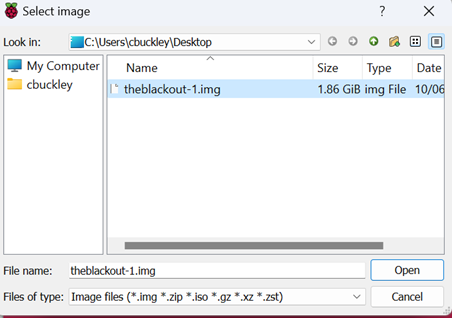 Select image
Look in: C:\Users\cbuckley\Desktop
My Computer
cbuckley
Name Size Type Date
theblackout-1.img 1.86 GiB img File 10/06
File name: theblackout-1.img Open
Files of type: Image files (*.img *.zip *.iso *.gz *.xz *.zst) Cancel